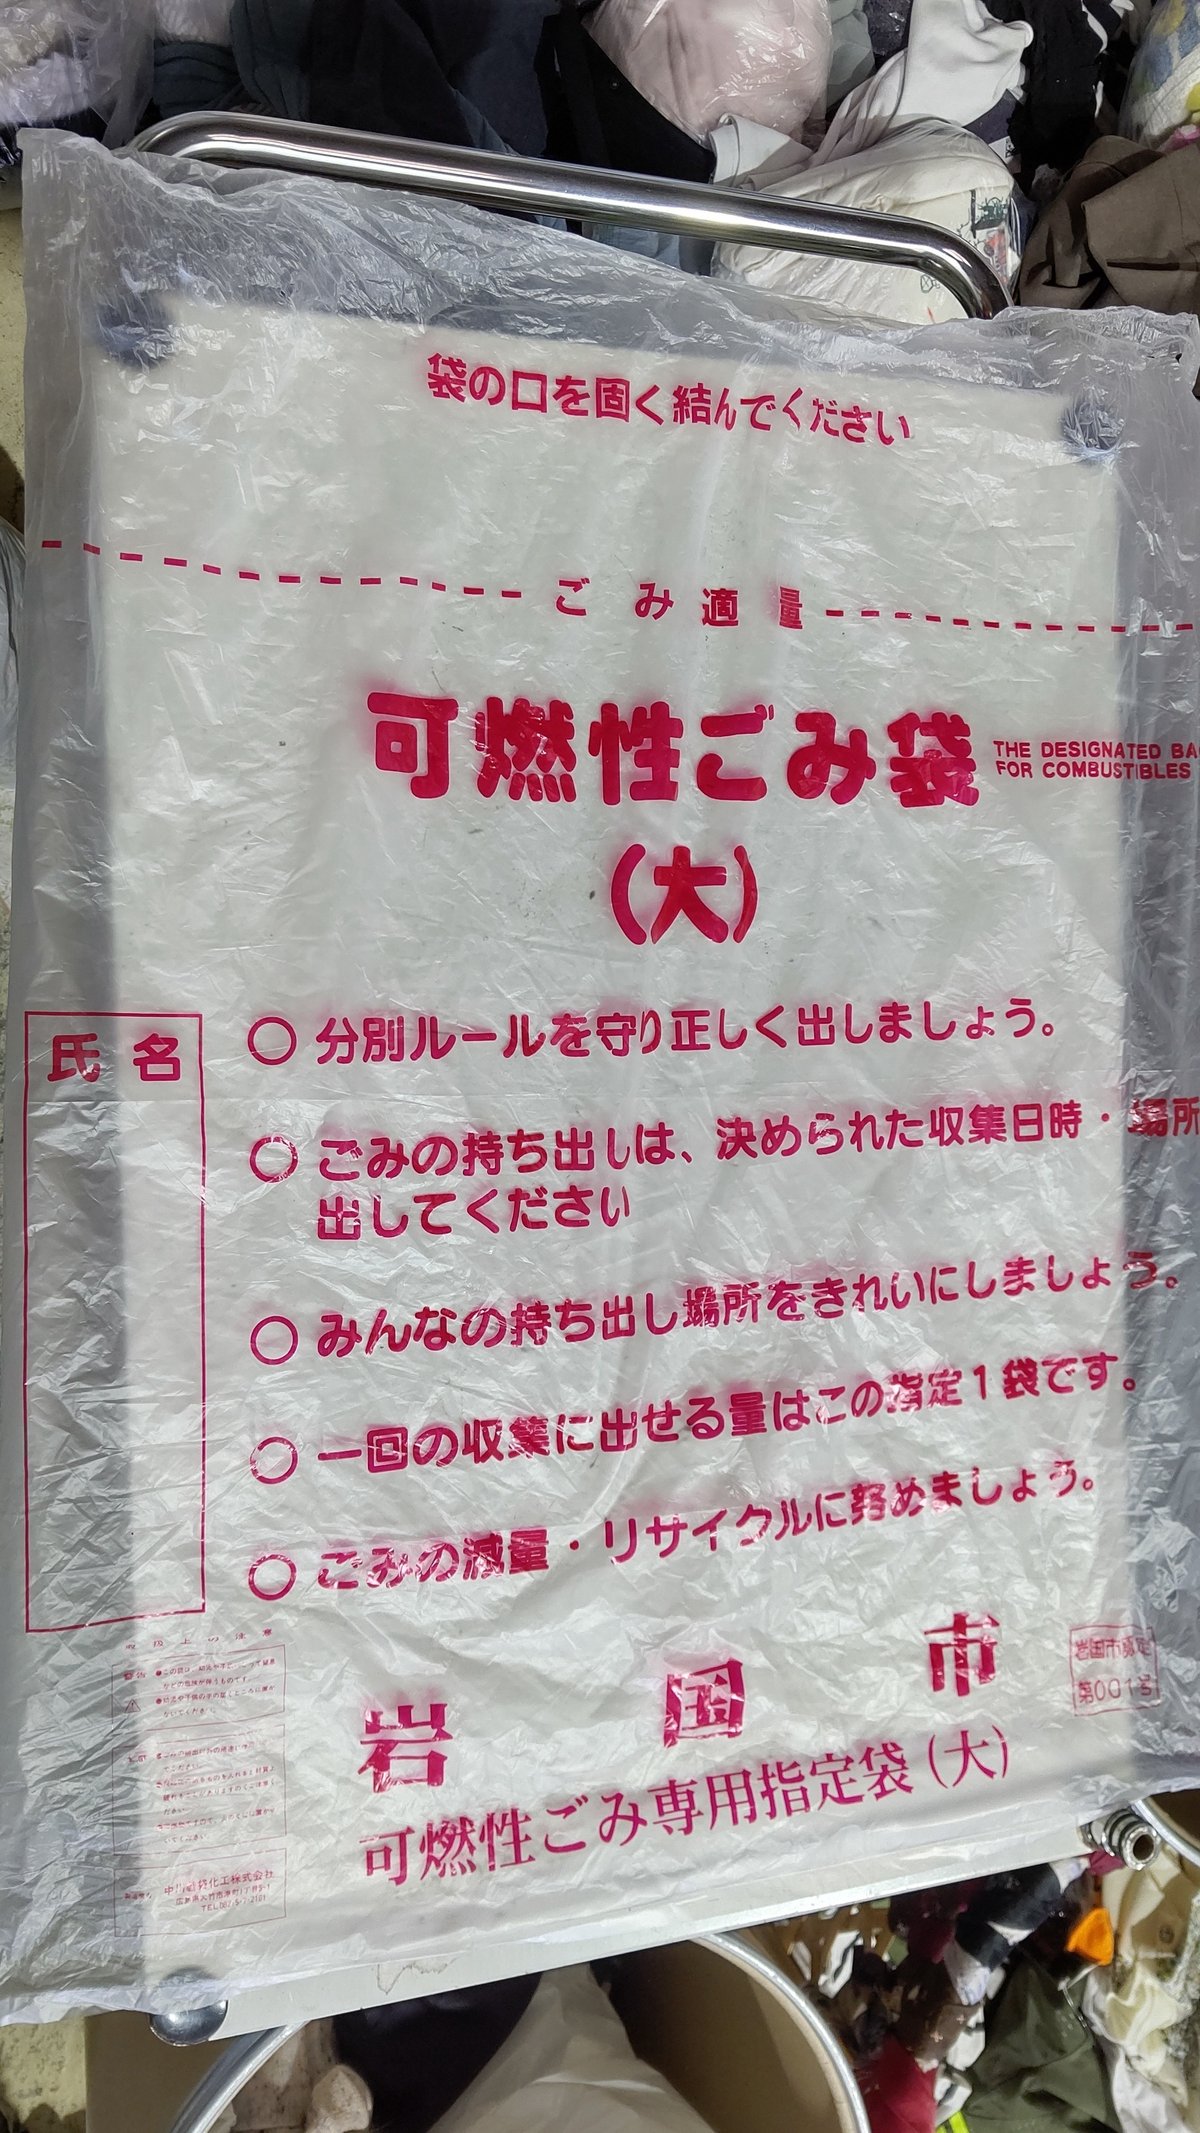 袋の口を固く結んでください
ごみ適量
可燃性ごみ袋
THE DESIGNATED BA
FOR COMBUSTIBLES
(大)
氏名
○ 分別ルールを守り正しく出しましょう。
○ ごみの持ち出しは、決められた収集日時・場所
出してください
○ みんなの持ち出し場所をきれいにしましょう。
○ 一回の収集に出せる量はこの指定1袋です。
○ ごみの減量・リサイクルに努めましょう。
取扱上の注意
岩国市
可燃性ごみ専用指定袋(大)
岩国市認定
第001号